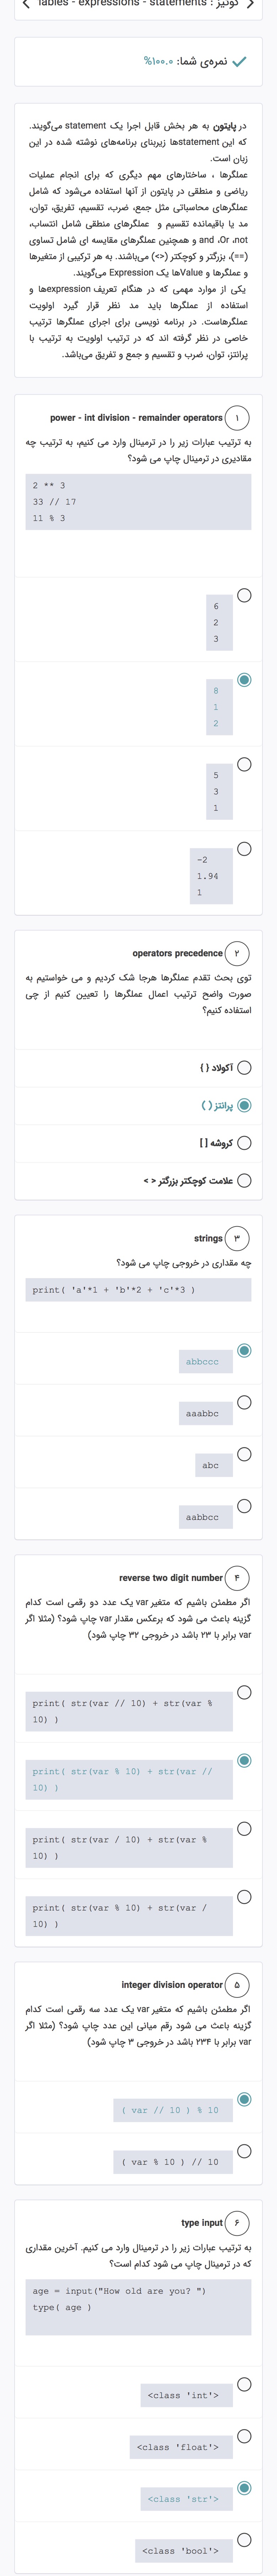 کوئیز : iables - expressions - statements
نمره‌ی شما: ۱۰۰.۰%
در پایتون به هر بخش قابل اجرا یک statement می‌گویند.
که این statementها زیربنای برنامه‌های نوشته شده در این
زبان است.
عملگرها ، ساختارهای مهم دیگری که برای انجام عملیات
ریاضی و منطقی در پایتون از آنها استفاده می‌شود که شامل
عملگرهای محاسباتی مثل جمع، ضرب، تقسیم، تفریق، توان،
مد یا باقیمانده تقسیم و عملگرهای منطقی شامل انتساب،
and ،Or ،not و همچنین عملگرهای مقایسه ای شامل تساوی
(==)، بزرگتر و کوچکتر (<>) می‌باشند. به هر ترکیبی از متغیرها
و عملگرها و Valueها یک Expression می‌گویند.
یکی از موارد مهمی که در هنگام تعریف expressionها و
استفاده از عملگرها باید مد نظر قرار گیرد اولویت
عملگرهاست. در برنامه نویسی برای اجرای عملگرها ترتیب
خاصی در نظر گرفته اند که در ترتیب اولویت به ترتیب با
پرانتز، توان، ضرب و تقسیم و جمع و تفریق می‌باشد.
۱ power - int division - remainder operators
به ترتیب عبارات زیر را در ترمینال وارد می کنیم، به ترتیب چه
مقادیری در ترمینال چاپ می شود؟
2 ** 3
33 // 17
11 % 3
6
2
3
8
1
2
5
3
1
-2
1.94
1
۲ operators precedence
توی بحث تقدم عملگرها هرجا شک کردیم و می خواستیم به
صورت واضح ترتیب اعمال عملگرها را تعیین کنیم از چی
استفاده کنیم؟
آکولاد { }
پرانتز ( )
کروشه [ ]
علامت کوچکتر بزرگتر < >
۳ strings
چه مقداری در خروجی چاپ می شود؟
print( 'a'*1 + 'b'*2 + 'c'*3 )
abbccc
aaabbc
abc
aabbcc
۴ reverse two digit number
اگر مطمئن باشیم که متغیر var یک عدد دو رقمی است کدام
گزینه باعث می شود که برعکس مقدار var چاپ شود؟ (مثلا اگر
var برابر با ۲۳ باشد در خروجی ۳۲ چاپ شود)
print( str(var // 10) + str(var %
10) )
print( str(var % 10) + str(var //
10) )
print( str(var / 10) + str(var %
10) )
print( str(var % 10) + str(var /
10) )
۵ integer division operator
اگر مطمئن باشیم که متغیر var یک عدد سه رقمی است کدام
گزینه باعث می شود رقم میانی این عدد چاپ شود؟ (مثلا اگر
var برابر با ۲۳۴ باشد در خروجی ۳ چاپ شود)
( var // 10 ) % 10
( var % 10 ) // 10
۶ type input
به ترتیب عبارات زیر را در ترمینال وارد می کنیم. آخرین مقداری
که در ترمینال چاپ می شود کدام است؟
age = input("How old are you? ")
type( age )
<class 'int'>
<class 'float'>
<class 'str'>
<class 'bool'>